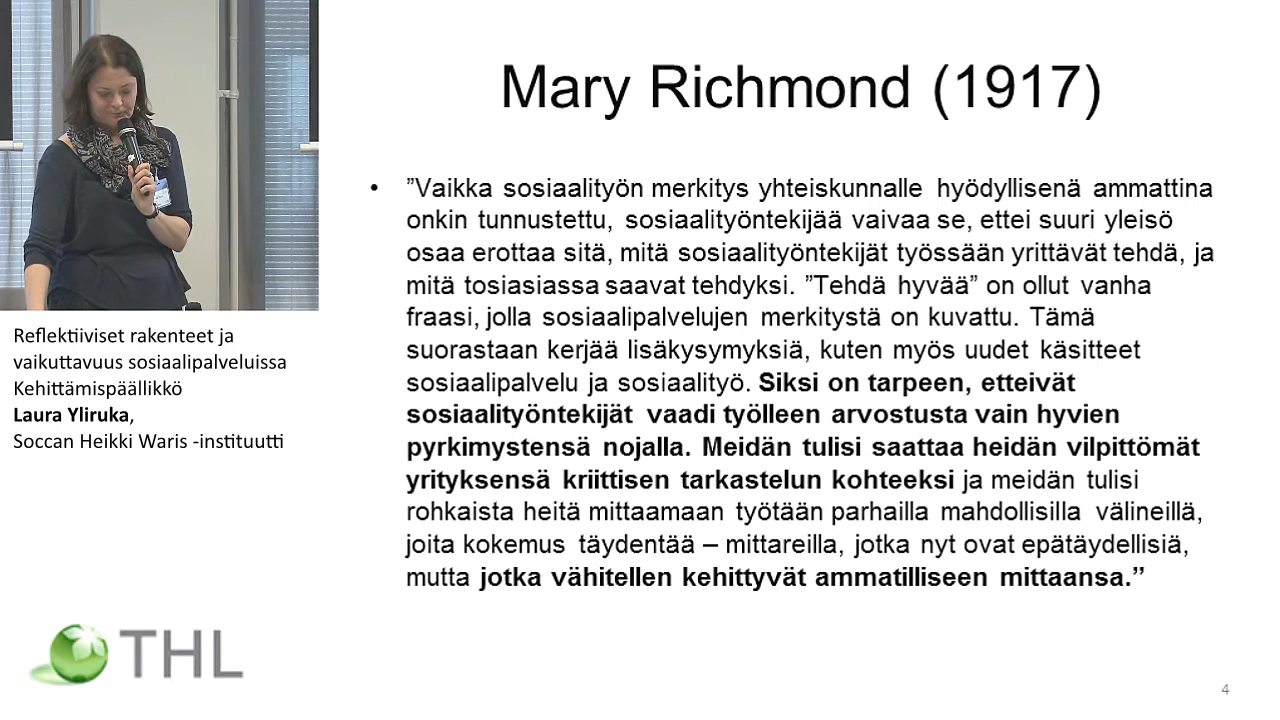 Mary Richmond (1917)
• ”Vaikka sosiaalityön merkitys yhteiskunnalle hyödyllisenä ammattina
onkin tunnustettu, sosiaalityöntekijää vaivaa se, ettei suuri yleisö
osaa erottaa sitä, mitä sosiaalityöntekijät työssään yrittävät tehdä, ja
mitä tosiasiassa saavat tehdyksi. ”Tehdä hyvää” on ollut vanha
fraasi, jolla sosiaalipalvelujen merkitystä on kuvattu. Tämä
suorastaan kerjää lisäkysymyksiä, kuten myös uudet käsitteet
sosiaalipalvelu ja sosiaalityö. Siksi on tarpeen, etteivät
sosiaalityöntekijät vaadi työlleen arvostusta vain hyvien
pyrkimystensä nojalla. Meidän tulisi saattaa heidän vilpittömät
yrityksensä kriittisen tarkastelun kohteeksi ja meidän tulisi
rohkaista heitä mittaamaan työtään parhailla mahdollisilla välineillä,
joita kokemus täydentää – mittareilla, jotka nyt ovat epätäydellisiä,
mutta jotka vähitellen kehittyvät ammatilliseen mittaansa.”
Reflektiiviset rakenteet ja
vaikuttavuus sosiaalipalveluissa
Kehittämispäällikkö
Laura Yliruka,
Soccan Heikki Waris -instituutti
THL
4